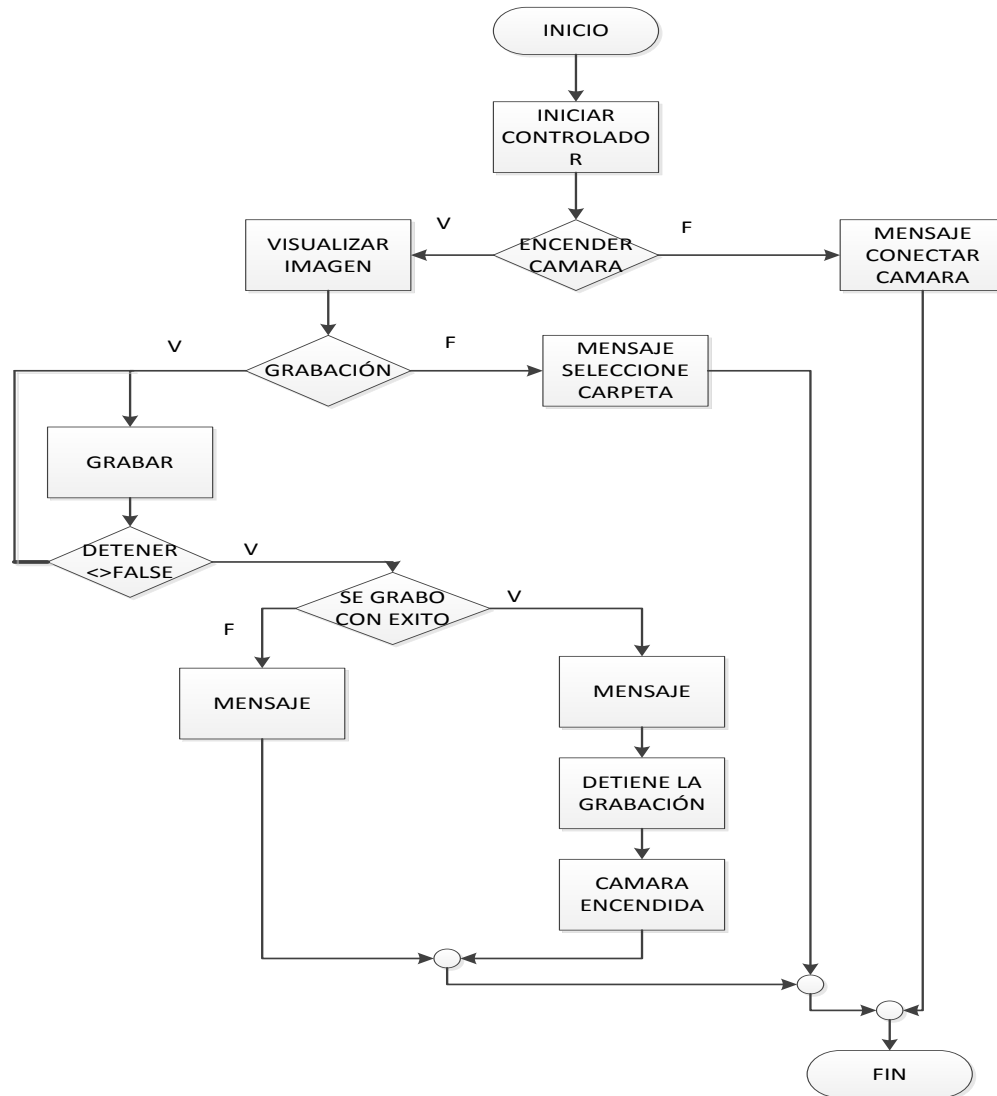 INICIO
INICIAR
CONTROLADO
R
V
F
VISUALIZAR
IMAGEN
ENCENDER
CAMARA
MENSAJE
CONECTAR
CAMARA
V
F
GRABACIÓN
MENSAJE
SELECCIONE
CARPETA
GRABAR
DETENER
<>FALSE
V
SE GRABO
CON EXITO
V
F
MENSAJE
MENSAJE
DETIENE LA
GRABACIÓN
CAMARA
ENCENDIDA
FIN